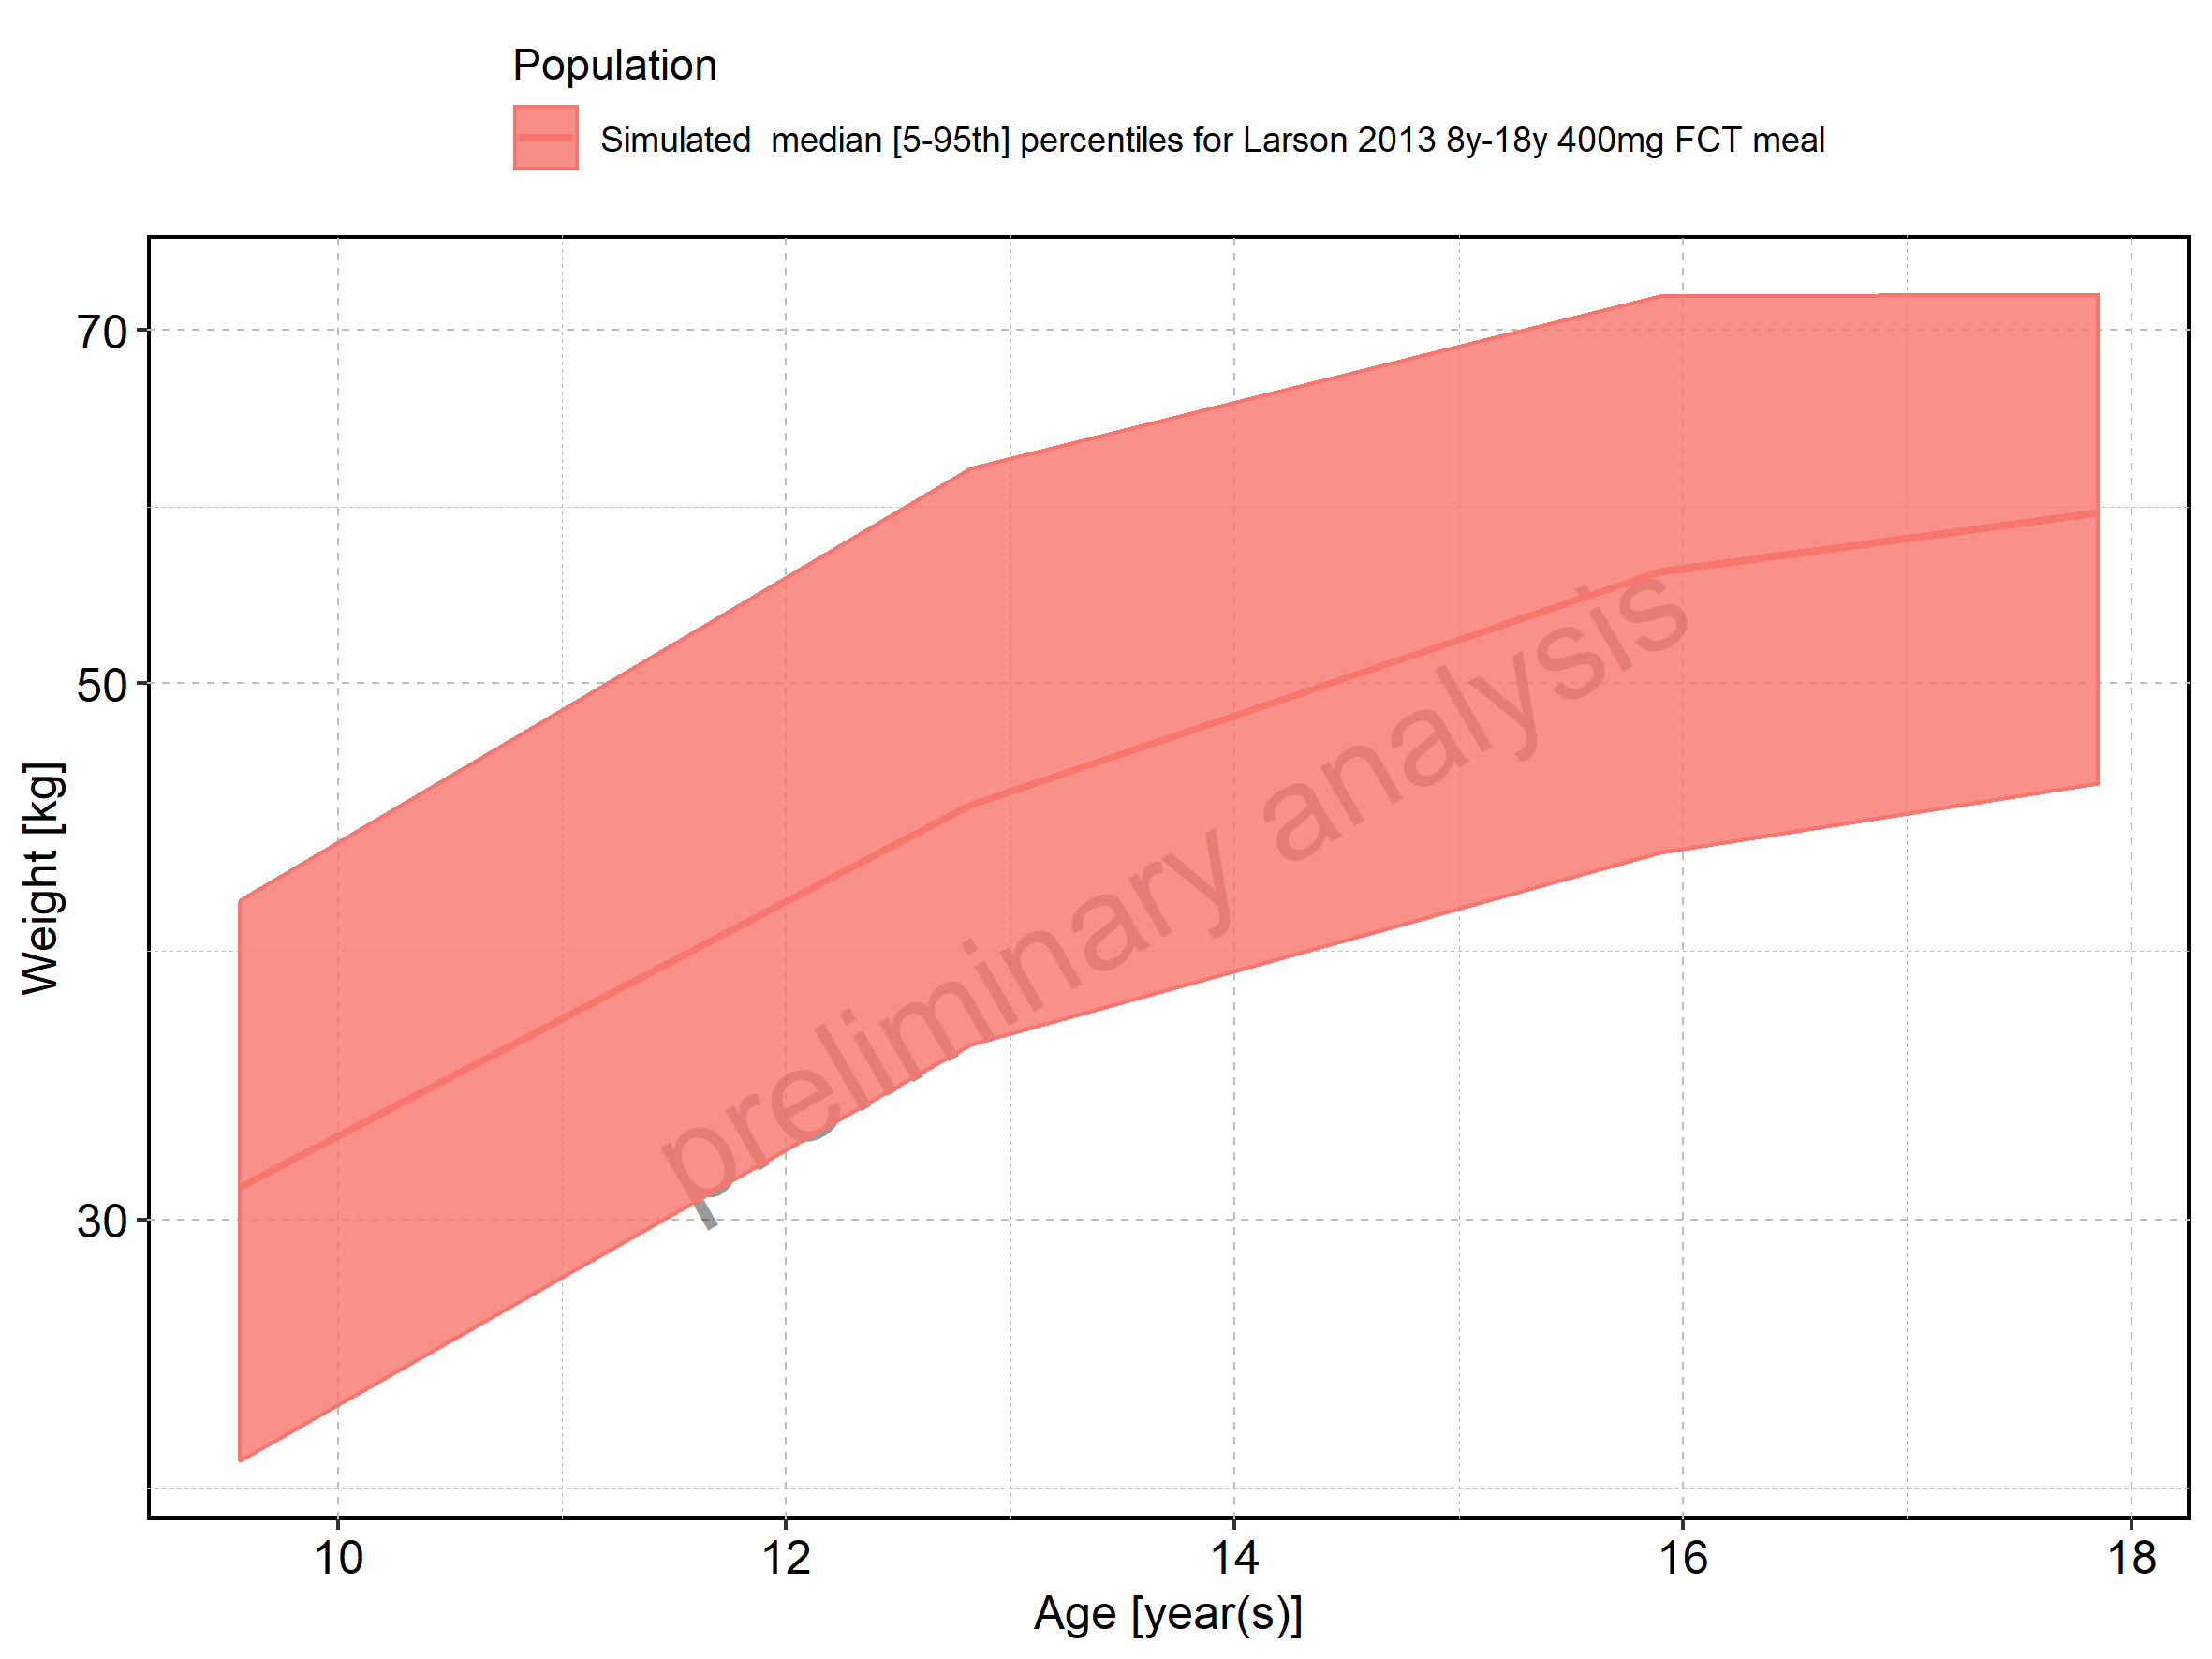 Population
Simulated  median [5-95th] percentiles for Larson 2013 8y-18y 400mg FCT meal
70
50
30
Weight [kg]
preliminary analysis
10 12 14 16 18
Age [year(s)]